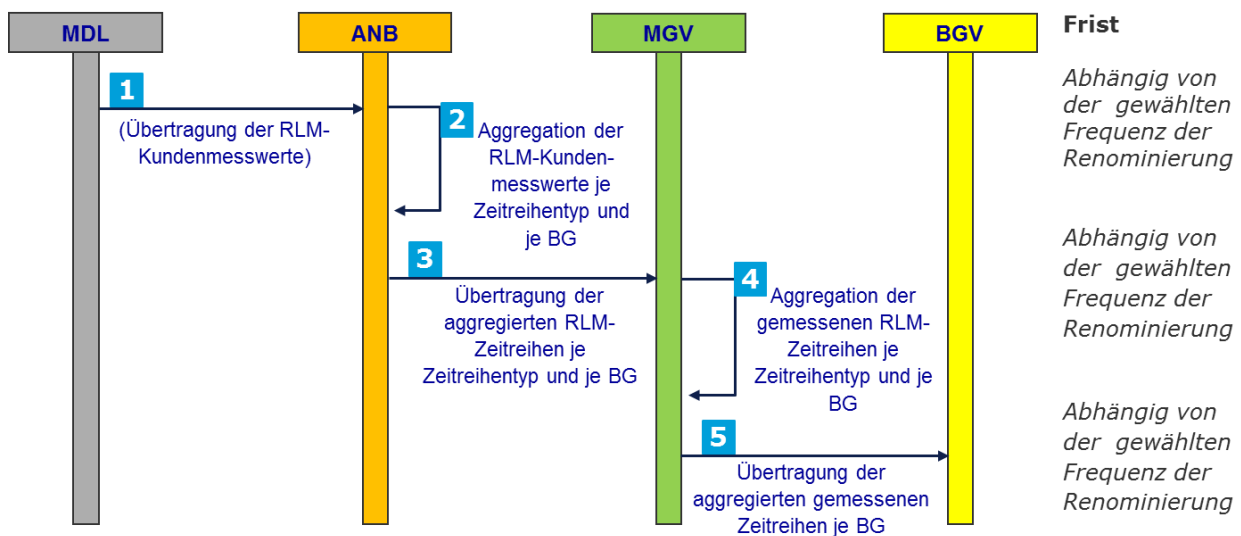 MDL
ANB
MGV
BGV
Frist
1
(Übertragung der RLM-
Kundenmesswerte)
2
Aggregation der
RLM-Kunden-
messwerte je
Zeitreihentyp und
je BG
Abhängig von
der gewählten
Frequenz der
Renominierung
3
Übertragung der
aggregierten RLM-
Zeitreihen je
Zeitreihentyp und je BG
4
Aggregation der
gemessenen RLM-
Zeitreihen je
Zeitreihentyp und je
BG
Abhängig von
der gewählten
Frequenz der
Renominierung
5
Übertragung der
aggregierten gemessenen
Zeitreihen je BG
Abhängig von
der gewählten
Frequenz der
Renominierung